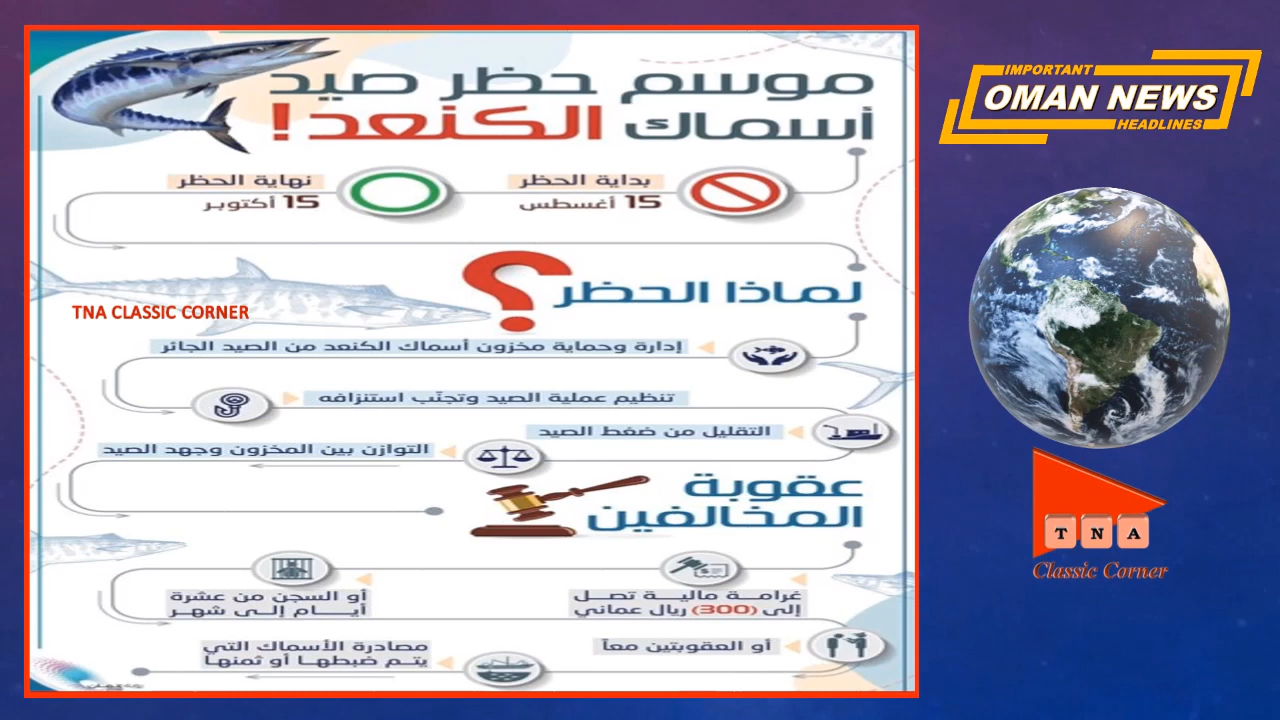 موسم حظر صيد
أسماك الكنعد!
بداية الحظر
15 أغسطس
نهاية الحظر
15 أكتوبر
لماذا الحظر؟
TNA CLASSIC CORNER
إدارة وحماية مخزون أسماك الكنعد من الصيد الجائر
تنظيم عملية الصيد وتجنّب استنزافه
التقليل من ضغط الصيد
التوازن بين المخزون وجهد الصيد
عقوبة
المخالفين
غرامة مالية تصل
إلى (300) ريال عماني
أو السجن من عشرة
أيام إلى شهر
أو العقوبتين معاً
مصادرة الأسماك التي
يتم ضبطها أو ثمنها
IMPORTANT
OMAN NEWS
HEADLINES
T N A
Classic Corner